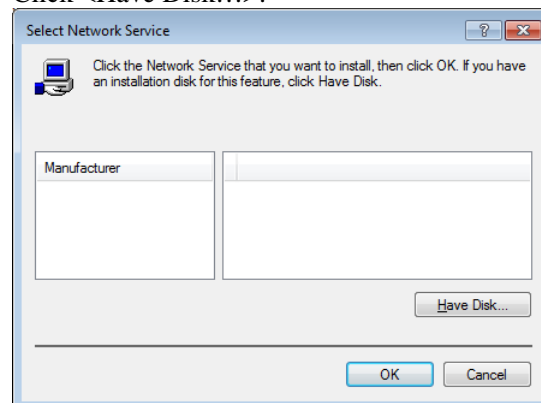 Click <Have Disk...>.
Select Network Service
?
Click the Network Service that you want to install, then click OK. If you have
an installation disk for this feature, click Have Disk.
Manufacturer
Have Disk...
OK
Cancel